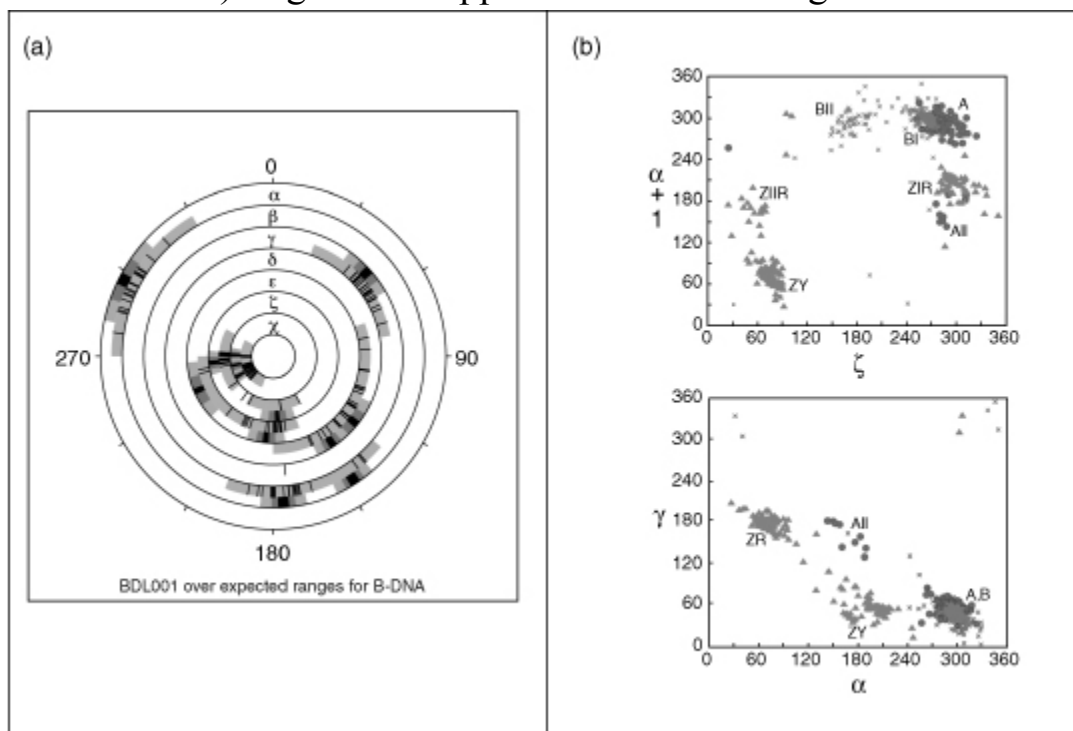 (a)
0
α
β
γ
δ
ε
ζ
χ
270
90
180
BDL001 over expected ranges for B-DNA
(b)
360
300
240
180
120
60
0
α + 1
BII
A
BI
ZIIR
ZIR
AII
ZY
0 60 120 180 240 300 360
ζ
360
300
240
180
120
60
0
γ
ZR
AII
A,B
ZY
0 60 120 180 240 300 360
α